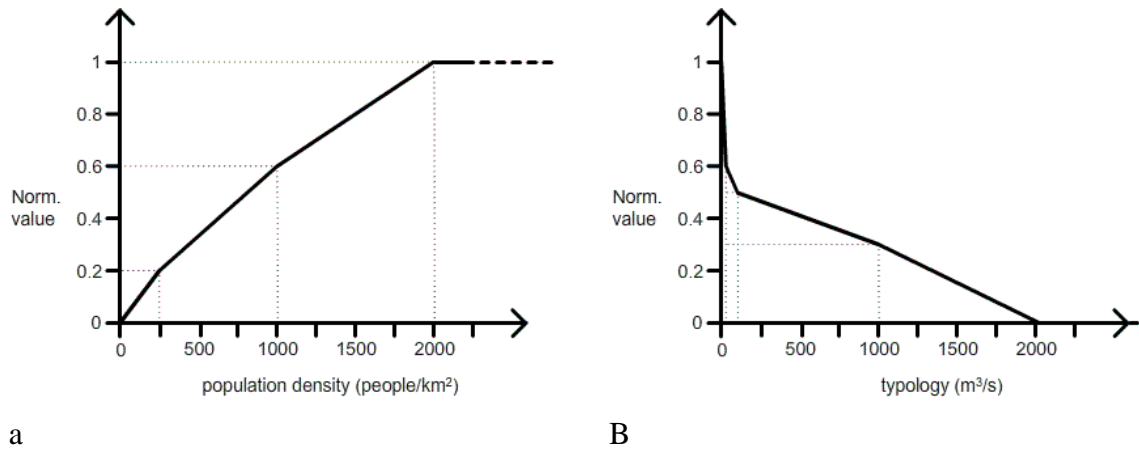 1
0.8
0.6
Norm.
value
0.4
0.2
0
0 500 1000 1500 2000
population density (people/km²)
a
1
0.8
0.6
Norm.
value
0.4
0.2
0
0 500 1000 1500 2000
typology (m³/s)
B